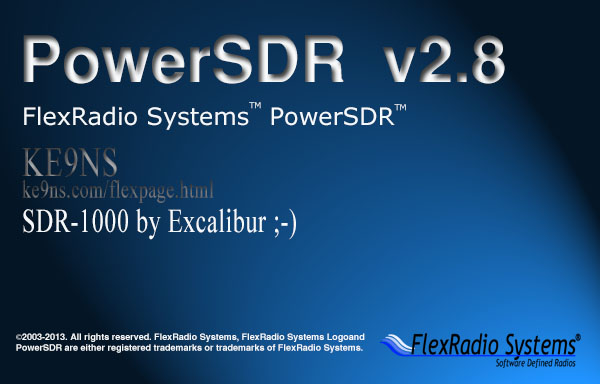 PowerSDR v2.8
FlexRadio Systems™ PowerSDR™
KE9NS
ke9ns.com/flexpage.html
SDR-1000 by Excalibur ;-)
©2003-2013. All rights reserved. FlexRadio Systems, FlexRadio Systems Logoand
PowerSDR are either registered trademarks or trademarks of FlexRadio Systems.
FlexRadio Systems®
Software Defined Radios